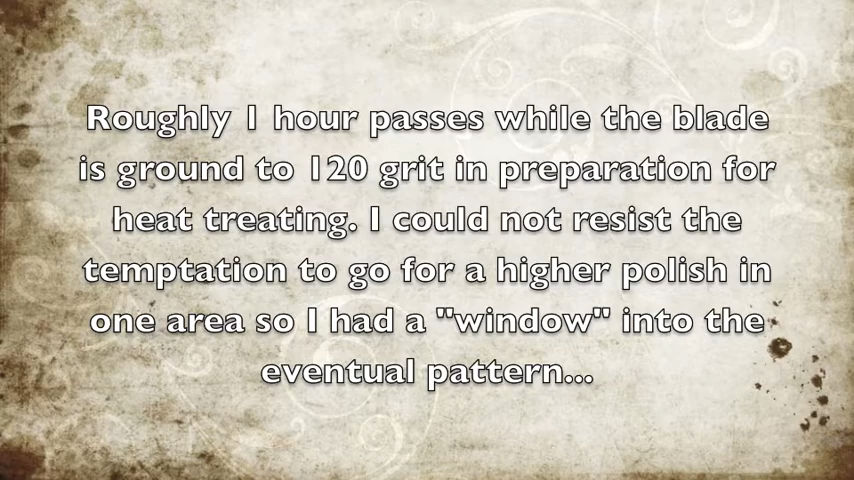 Roughly 1 hour passes while the blade
is ground to 120 grit in preparation for
heat treating. I could not resist the
temptation to go for a higher polish in
one area so I had a "window" into the
eventual pattern...